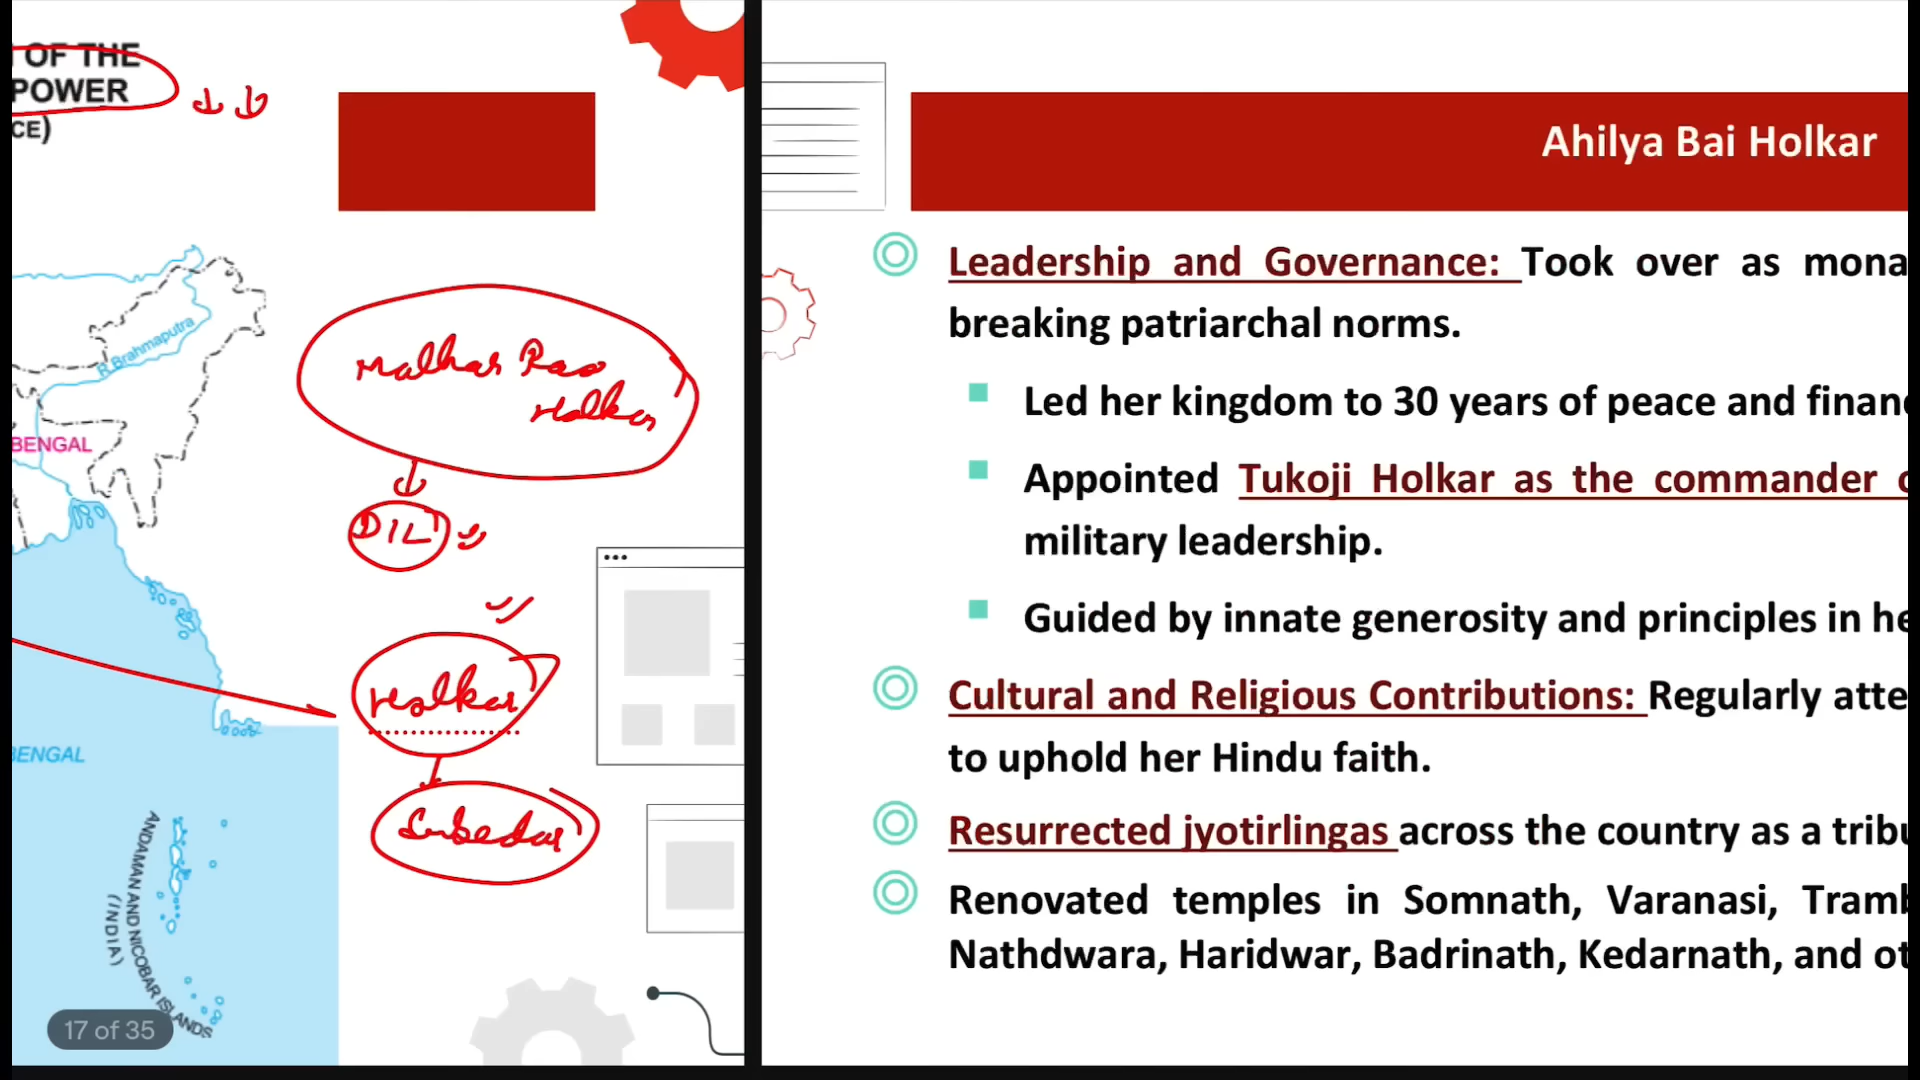 OF THE
POWER
CE)
R. Brahmaputra
BENGAL
BENGAL
ANDAMAN AND NICOBAR ISLANDS
(INDIA)
Malhar Rao
Holkar
DIL
Holkar
Subedar
17 of 35
Ahilya Bai Holkar
Leadership and Governance: Took over as mona
breaking patriarchal norms.
Led her kingdom to 30 years of peace and financ
Appointed Tukoji Holkar as the commander o
military leadership.
Guided by innate generosity and principles in he
Cultural and Religious Contributions: Regularly atte
to uphold her Hindu faith.
Resurrected jyotirlingas across the country as a tribu
Renovated temples in Somnath, Varanasi, Tramb
Nathdwara, Haridwar, Badrinath, Kedarnath, and ot